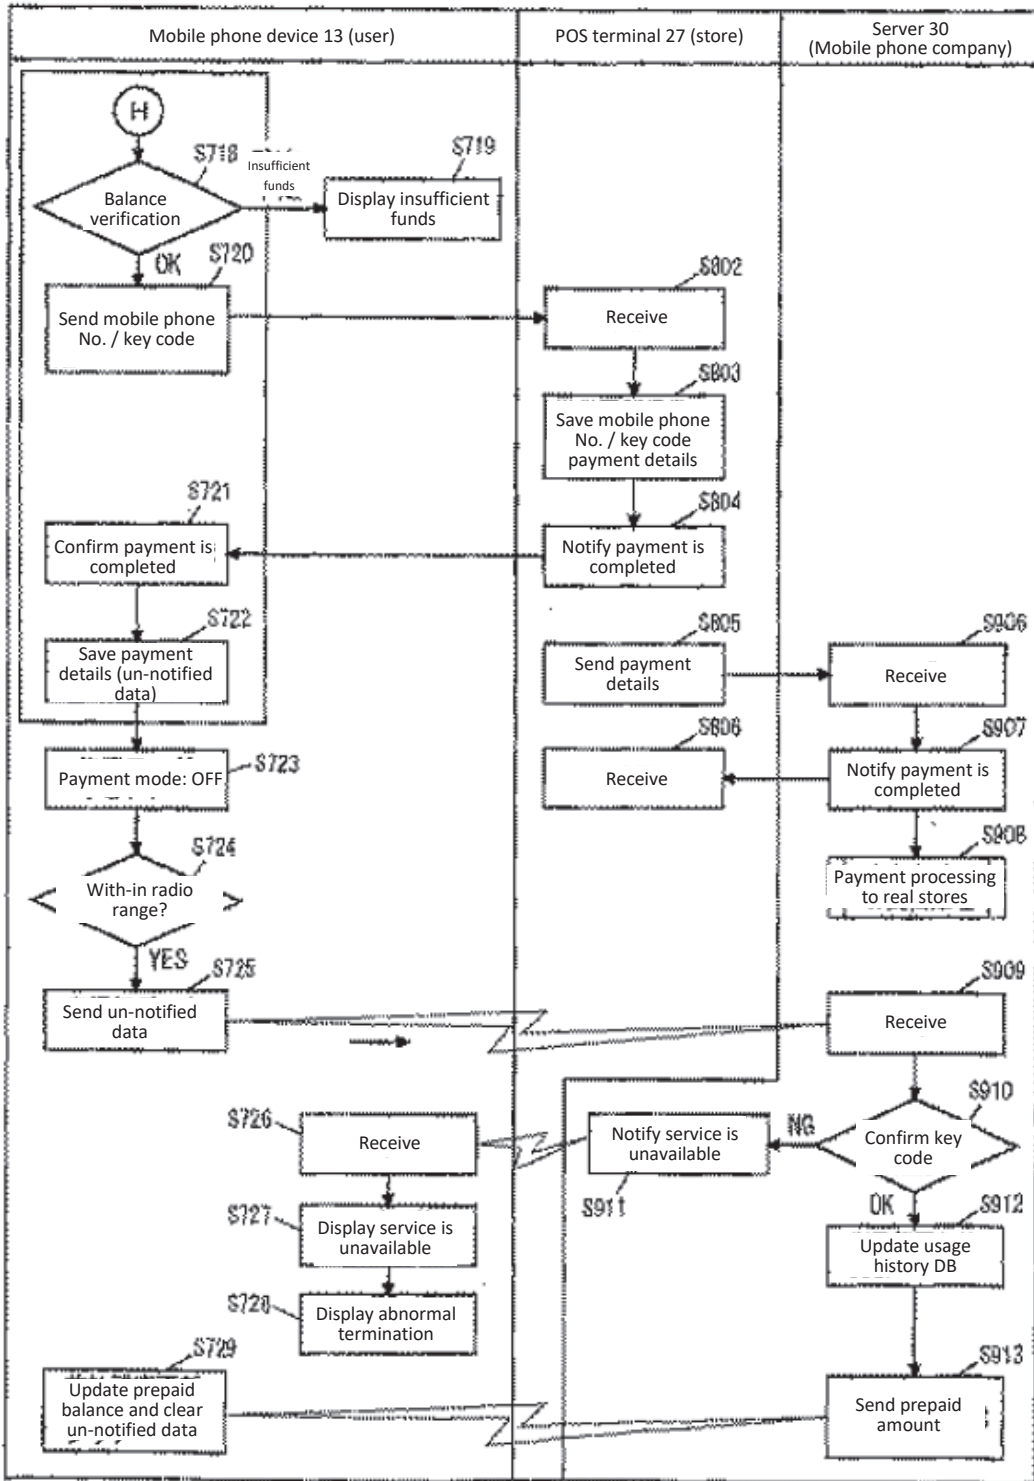 Mobile phone device 13 (user)
POS terminal 27 (store)
Server 30
(Mobile phone company)
H
S718
Insufficient
funds
S719
Balance
verification
Display insufficient
funds
OK
S720
S802
Send mobile phone
No. / key code
Receive
S803
Save mobile phone
No. / key code
payment details
S721
S804
Confirm payment is
completed
Notify payment is
completed
S722
S805
S906
Save payment
details (un-notified
data)
Send payment
details
Receive
S723
S806
S907
Payment mode: OFF
Receive
Notify payment is
completed
S724
S908
With-in radio
range?
Payment processing
to real stores
YES
S725
S909
Send un-notified
data
Receive
S910
S726
Receive
Notify service is
unavailable
NG
Confirm key
code
S911
OK
S912
S727
Display service is
unavailable
Update usage
history DB
S728
Display abnormal
termination
S729
S913
Update prepaid
balance and clear
un-notified data
Send prepaid
amount